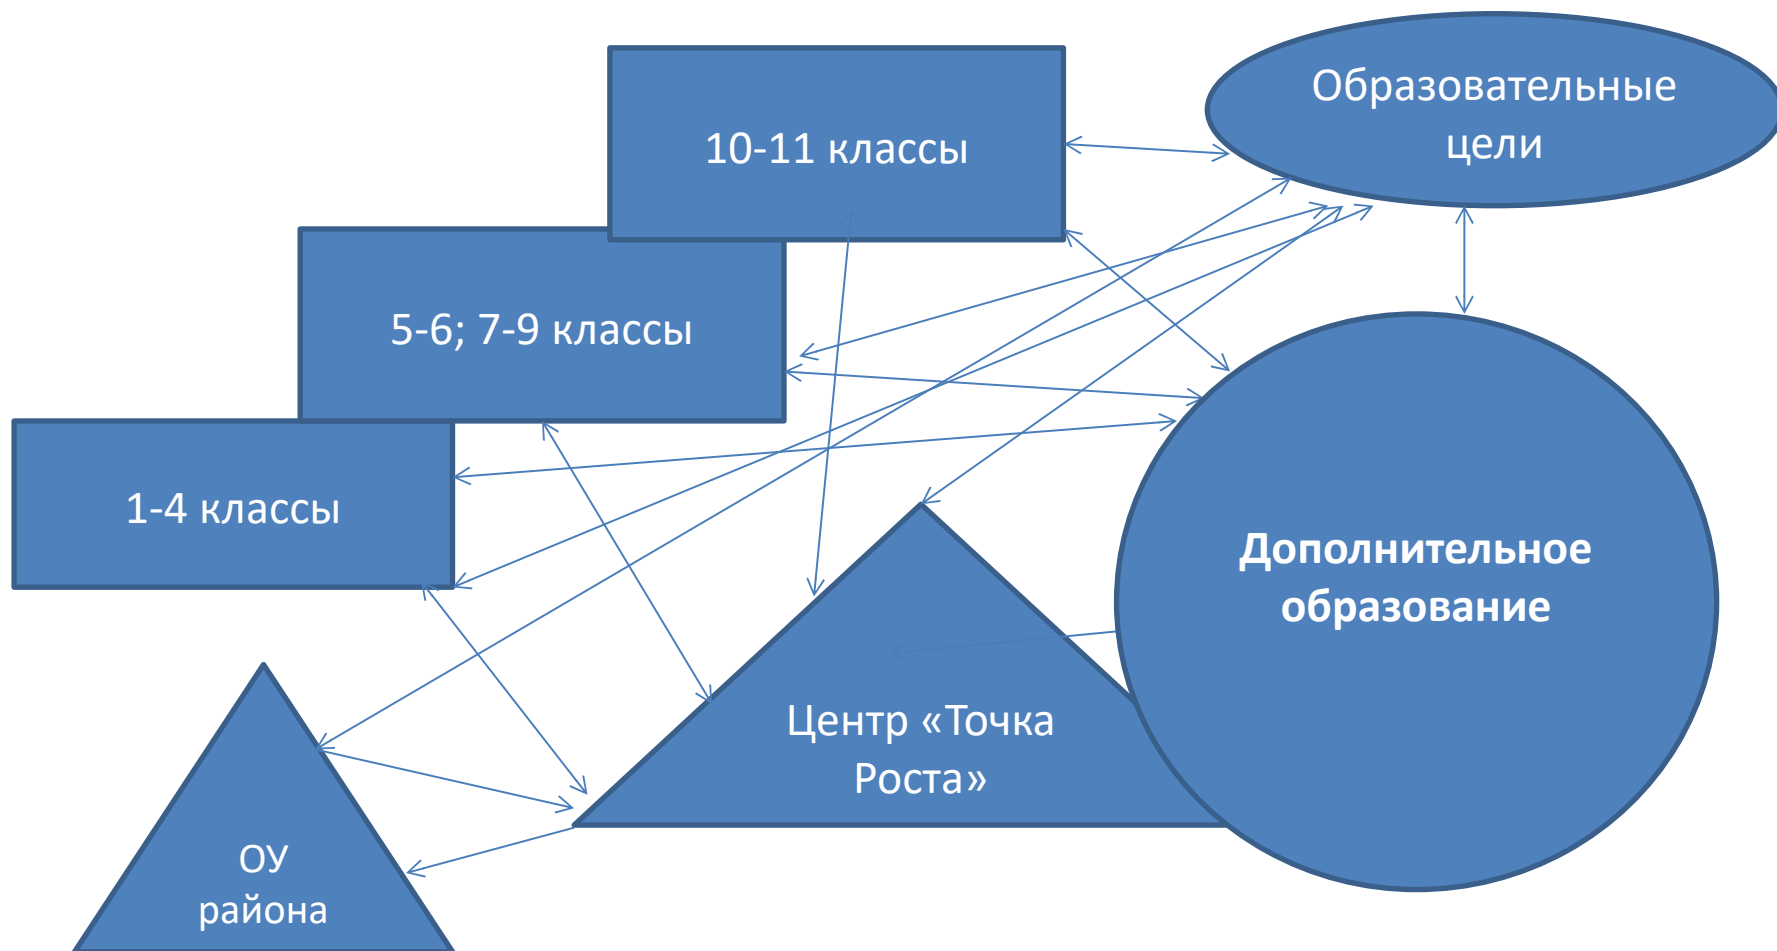 Образовательные
цели
10-11 классы
5-6; 7-9 классы
1-4 классы
Дополнительное
образование
Центр «Точка
Роста»
ОУ
района